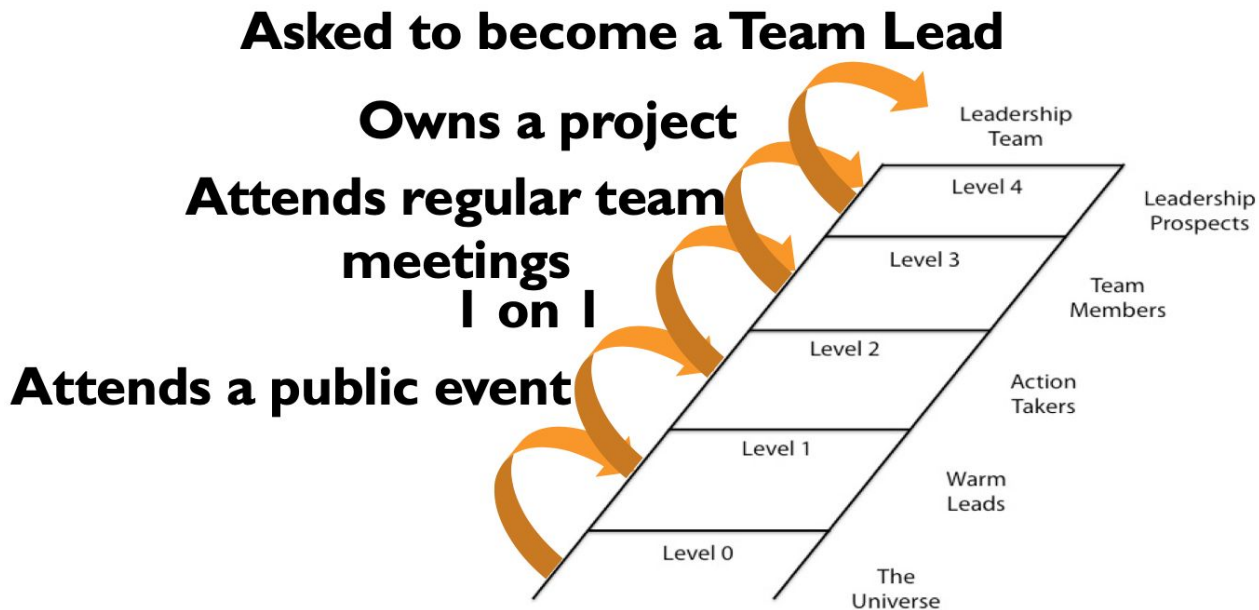 Asked to become a Team Lead
Owns a project
Attends regular team
meetings
1 on 1
Attends a public event
Leadership
Team
Level 4
Leadership
Prospects
Level 3
Team
Members
Level 2
Action
Takers
Level 1
Warm
Leads
Level 0
The
Universe